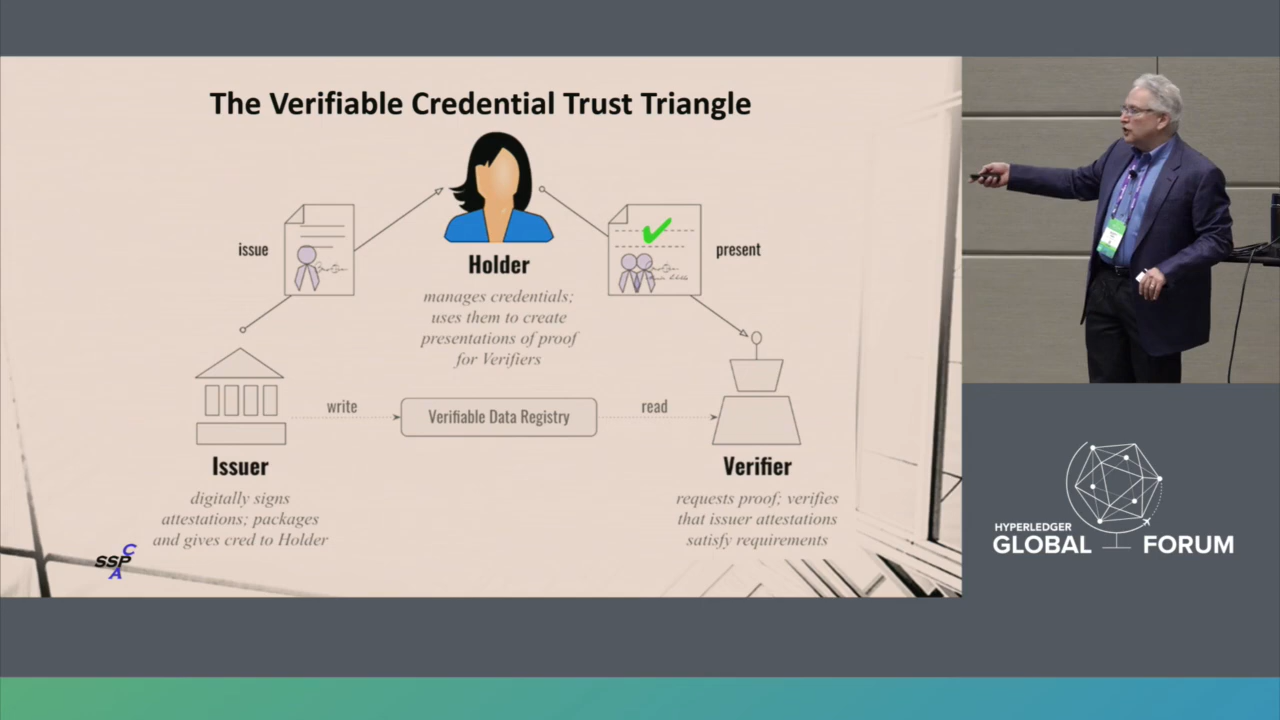 The Verifiable Credential Trust Triangle
issue
present
Holder
manages credentials;
uses them to create
presentations of proof
for Verifiers
write
Verifiable Data Registry
read
Issuer
digitally signs
attestations; packages
and gives cred to Holder
Verifier
requests proof; verifies
that issuer attestations
satisfy requirements
C
SSP
A
HYPERLEDGER
GLOBAL FORUM